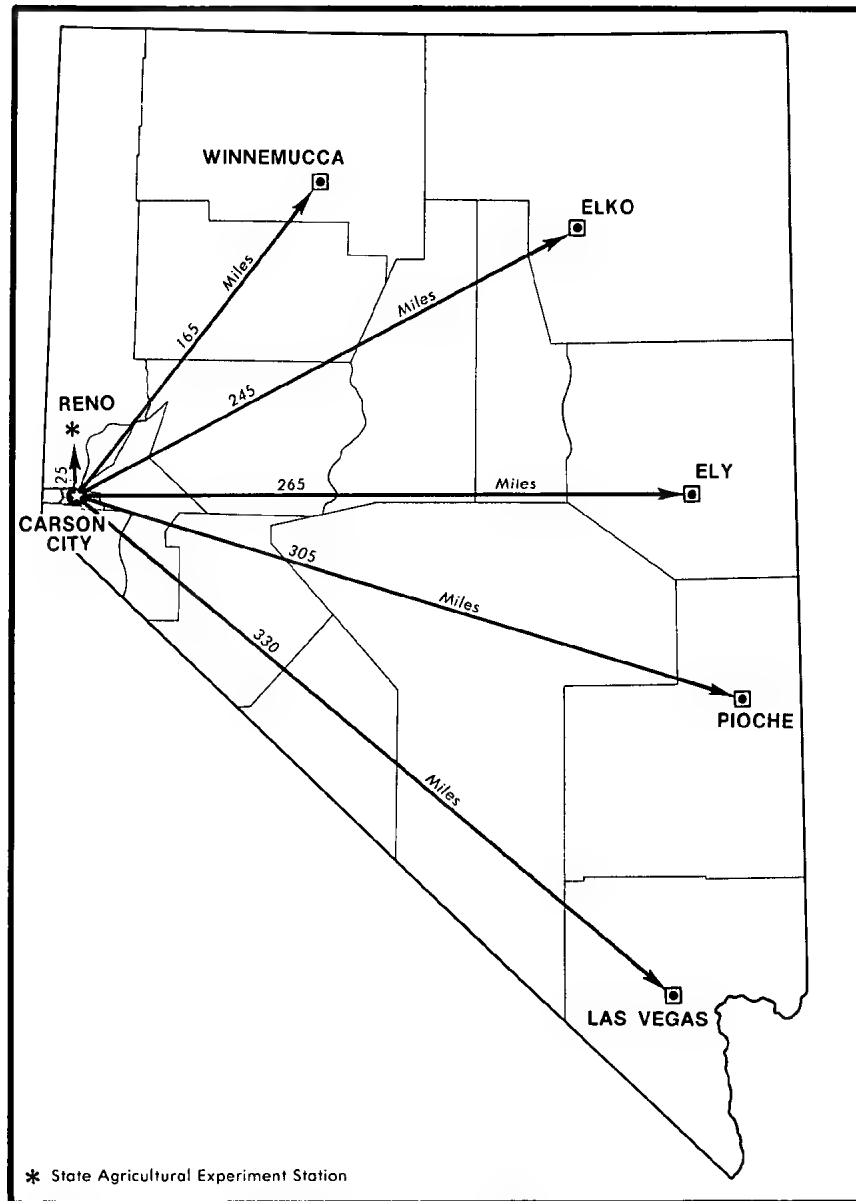 WINNEMUCCA
ELKO
165 Miles
245 Miles
RENO
*
25
265 Miles
ELY
CARSON
CITY
305 Miles
330 Miles
PIOCHE
LAS VEGAS
* State Agricultural Experiment Station